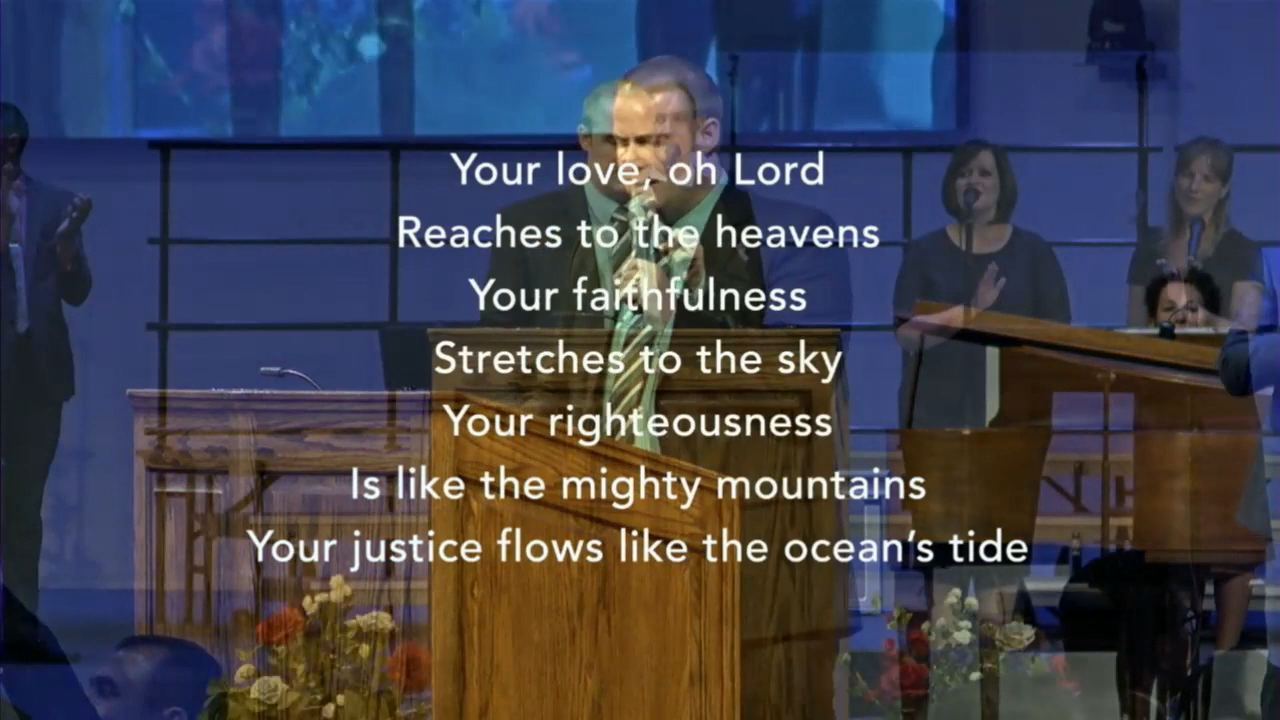 Your love, oh Lord
Reaches to the heavens
Your faithfulness
Stretches to the sky
Your righteousness
Is like the mighty mountains
Your justice flows like the ocean’s tide